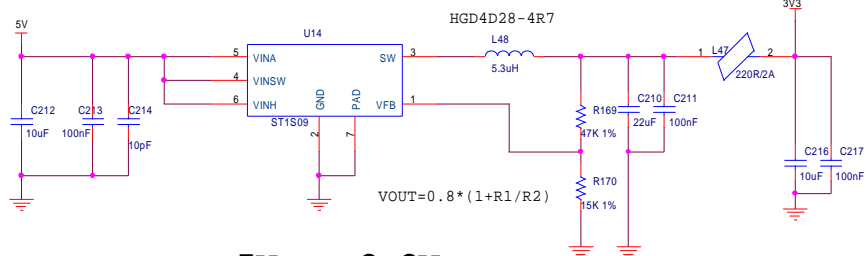 HGD4D28-4R7
3V3
5V
U14
L48
L47
5 VINA
SW 3
1
2
5.3uH
220R/2A
4 VINSW
6 VINH
GND
PAD
VFB 1
C212
10uF
C213
100nF
C214
10pF
ST1S09
2
7
R169
47K 1%
C210
22uF
C211
100nF
R170
15K 1%
C216
10uF
C217
100nF
VOUT=0.8*(1+R1/R2)